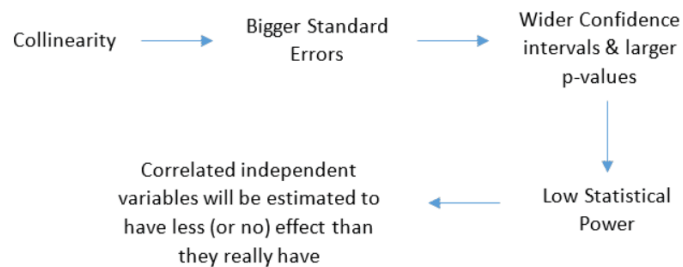 Collinearity
Bigger Standard
Errors
Wider Confidence
intervals & larger
p-values
Low Statistical
Power
Correlated independent
variables will be estimated to
have less (or no) effect than
they really have